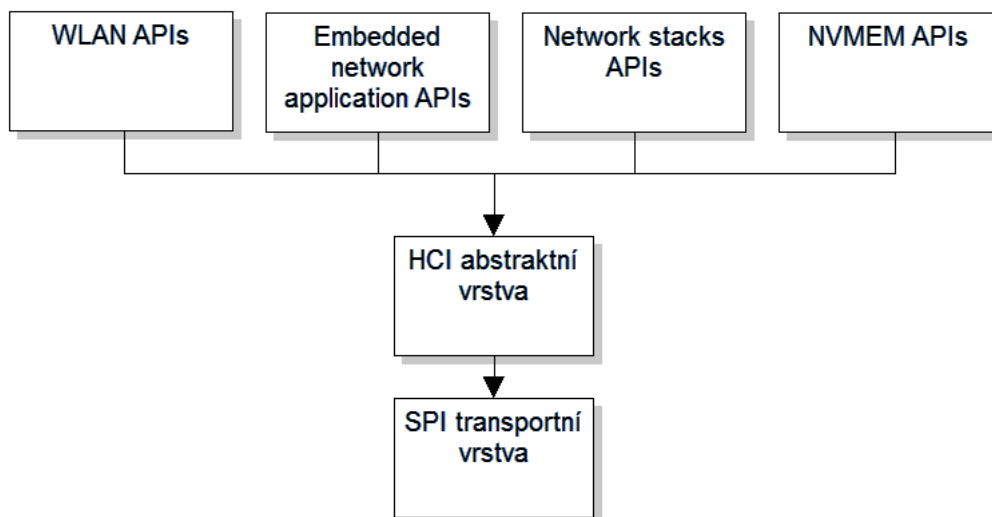 WLAN APIs
Embedded
network
application APIs
Network stacks
APIs
NVMEM APIs
HCI abstraktní
vrstva
SPI transportní
vrstva